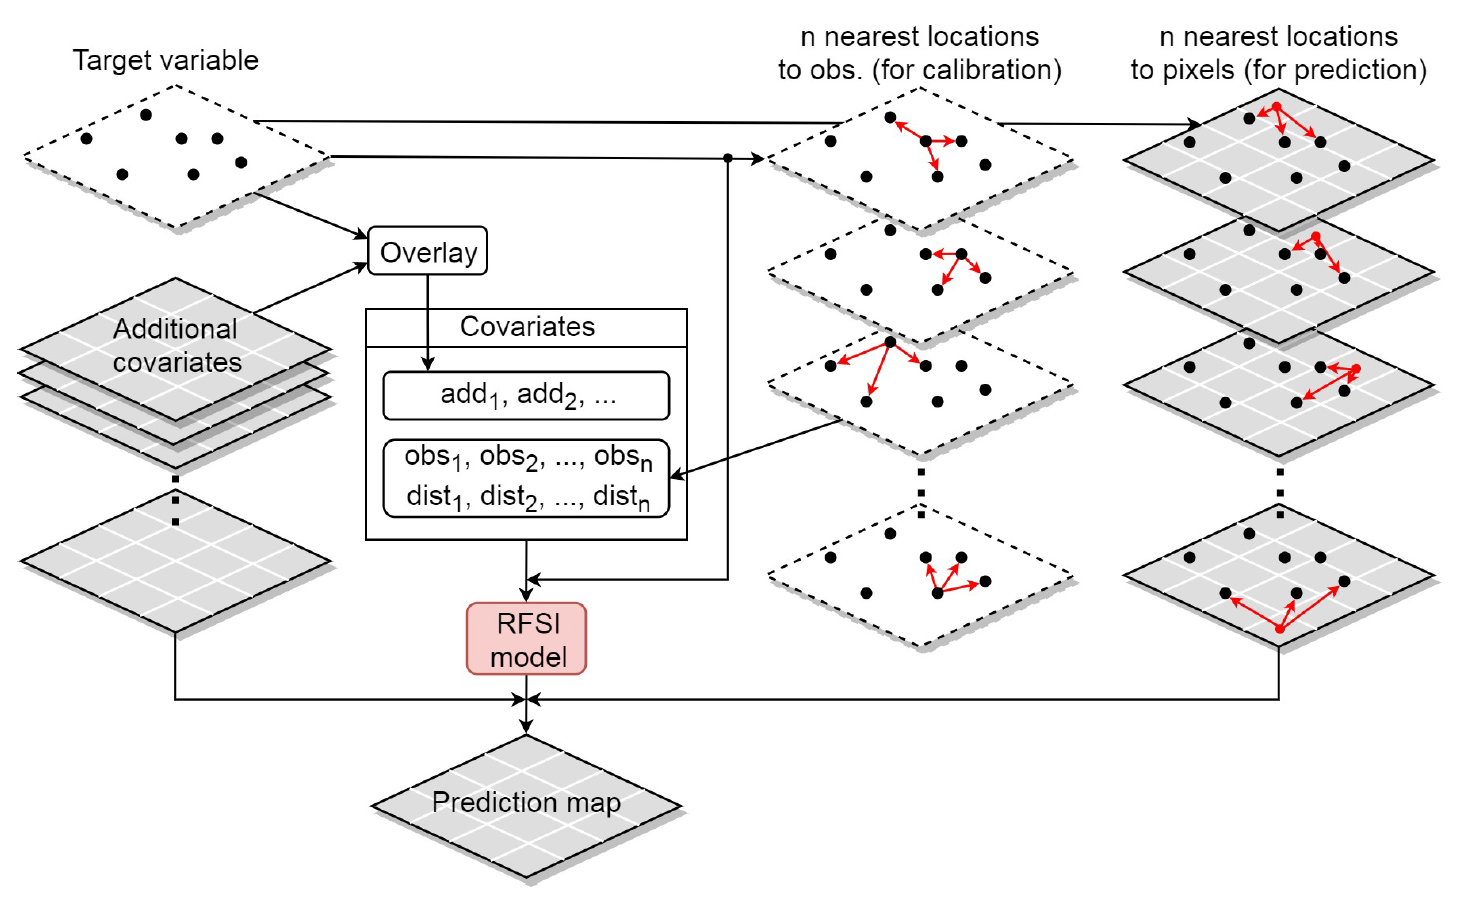 Target variable
n nearest locations
to obs. (for calibration)
n nearest locations
to pixels (for prediction)
Overlay
Additional
covariates
Covariates
add1, add2, ...
obs1, obs2, ..., obsn
dist1, dist2, ..., distn
RFSI
model
Prediction map